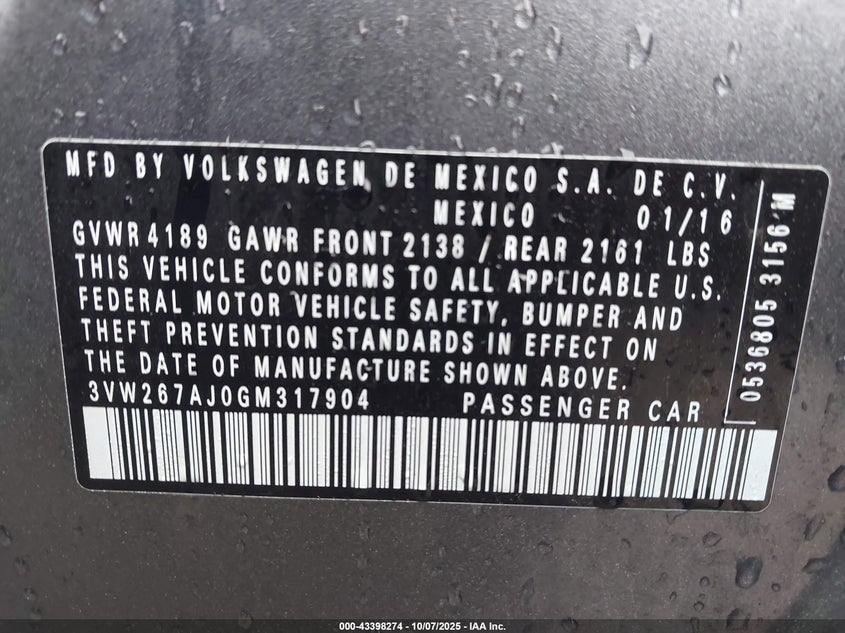 MFD BY VOLKSWAGEN DE MEXICO S.A. DE C.V.
MEXICO 01/16
GVWR 4189 GAWR FRONT 2138 / REAR 2161 LBS
THIS VEHICLE CONFORMS TO ALL APPLICABLE U.S.
FEDERAL MOTOR VEHICLE SAFETY, BUMPER AND
THEFT PREVENTION STANDARDS IN EFFECT ON
THE DATE OF MANUFACTURE SHOWN ABOVE.
3VW267AJ0GM317904 PASSENGER CAR
0536805 3156 M
000-43398274 | 10/07/2025 - IAA Inc.